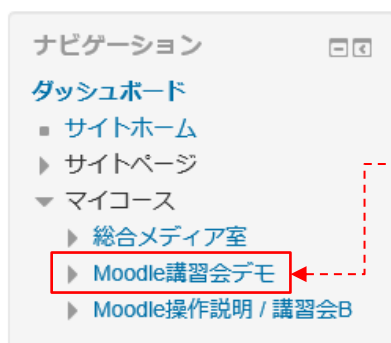 ナビゲーション
ダッシュボード
サイトホーム
サイトページ
マイコース
総合メディア室
Moodle講習会デモ
Moodle操作説明 / 講習会B